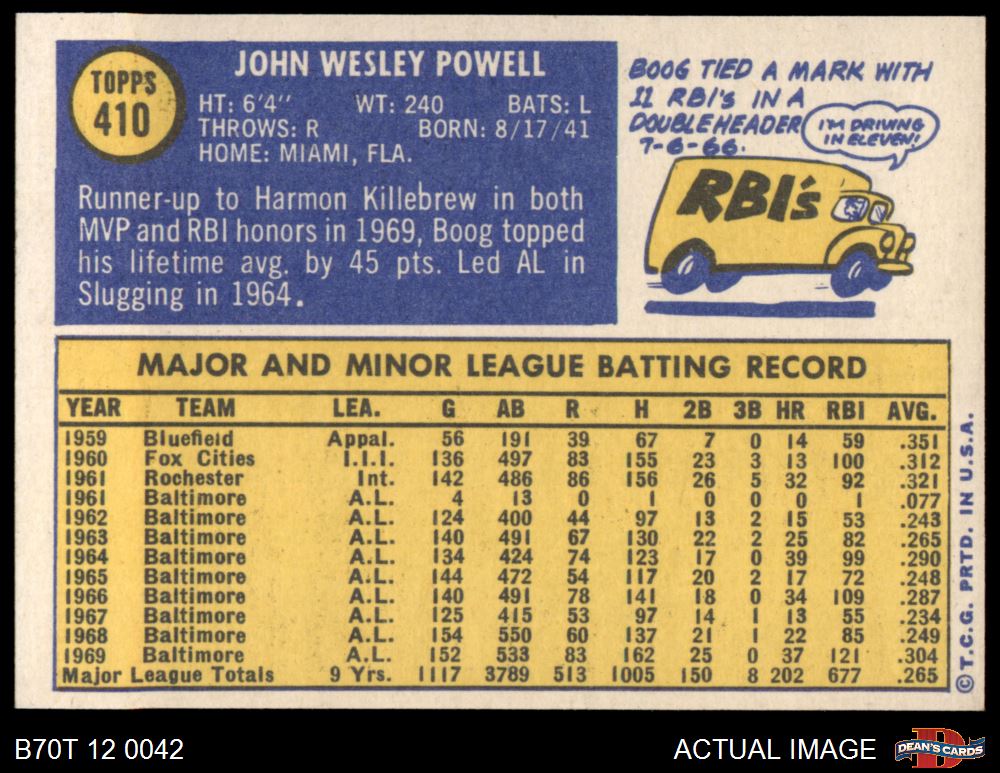 TOPPS
410
JOHN WESLEY POWELL
HT: 6'4" WT: 240 BATS: L
THROWS: R BORN: 8/17/41
HOME: MIAMI, FLA.
Runner-up to Harmon Killebrew in both
MVP and RBI honors in 1969, Boog topped
his lifetime avg. by 45 pts. Led AL in
Slugging in 1964.
BOOG TIED A MARK WITH
11 RBI'S IN A
DOUBLEHEADER
7-6-66.
I'M DRIVING
IN ELEVEN!
RBI's
MAJOR AND MINOR LEAGUE BATTING RECORD
YEAR TEAM LEA. G AB R H 2B 3B HR RBI AVG.
1959 Bluefield Appal. 56 191 39 67 7 0 14 59 .351
1960 Fox Cities I.I.I. 136 497 83 155 23 3 13 100 .312
1961 Rochester Int. 142 486 86 156 26 5 32 92 .321
1961 Baltimore A.L. 4 13 0 1 0 0 0 1 .077
1962 Baltimore A.L. 124 400 44 97 13 2 15 53 .243
1963 Baltimore A.L. 140 491 67 130 22 2 25 82 .265
1964 Baltimore A.L. 134 424 74 123 17 0 39 99 .290
1965 Baltimore A.L. 144 472 54 117 20 2 17 72 .248
1966 Baltimore A.L. 140 491 78 141 18 0 34 109 .287
1967 Baltimore A.L. 125 415 53 97 14 1 13 55 .234
1968 Baltimore A.L. 154 550 60 137 21 1 22 85 .249
1969 Baltimore A.L. 152 533 83 162 25 0 37 121 .304
Major League Totals 9 Yrs. 1117 3789 513 1005 150 8 202 677 .265
©T.C.G. PRTD. IN U.S.A.
B70T 12 0042
ACTUAL IMAGE
D
DEAN'S CARDS